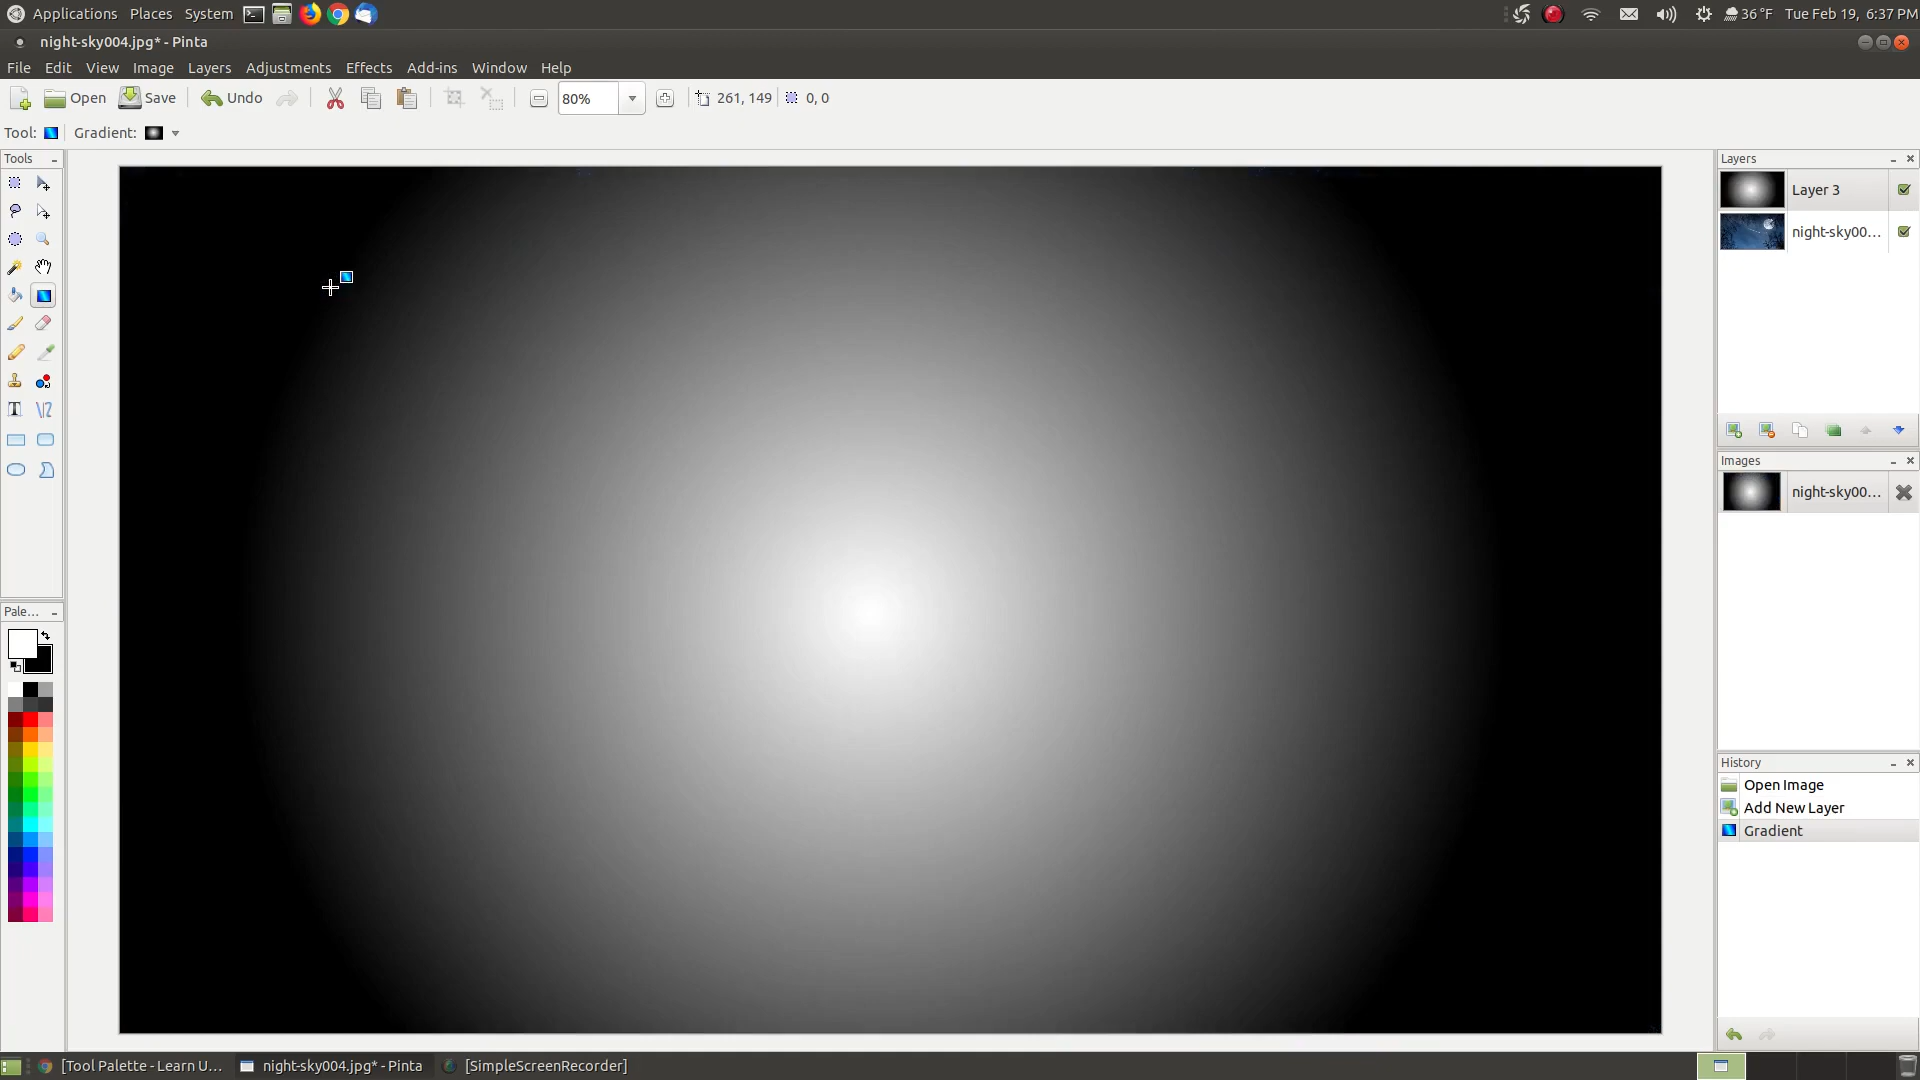 Applications Places System 36 °F Tue Feb 19, 6:37 PM
night-sky004.jpg* - Pinta
File Edit View Image Layers Adjustments Effects Add-ins Window Help
Open Save Undo 80% 261, 149 0, 0
Tool: Gradient:
Tools
Layers
Layer 3
night-sky00...
Images
night-sky00...
Pale...
History
Open Image
Add New Layer
Gradient
[Tool Palette - Learn U... night-sky004.jpg* - Pinta [SimpleScreenRecorder]